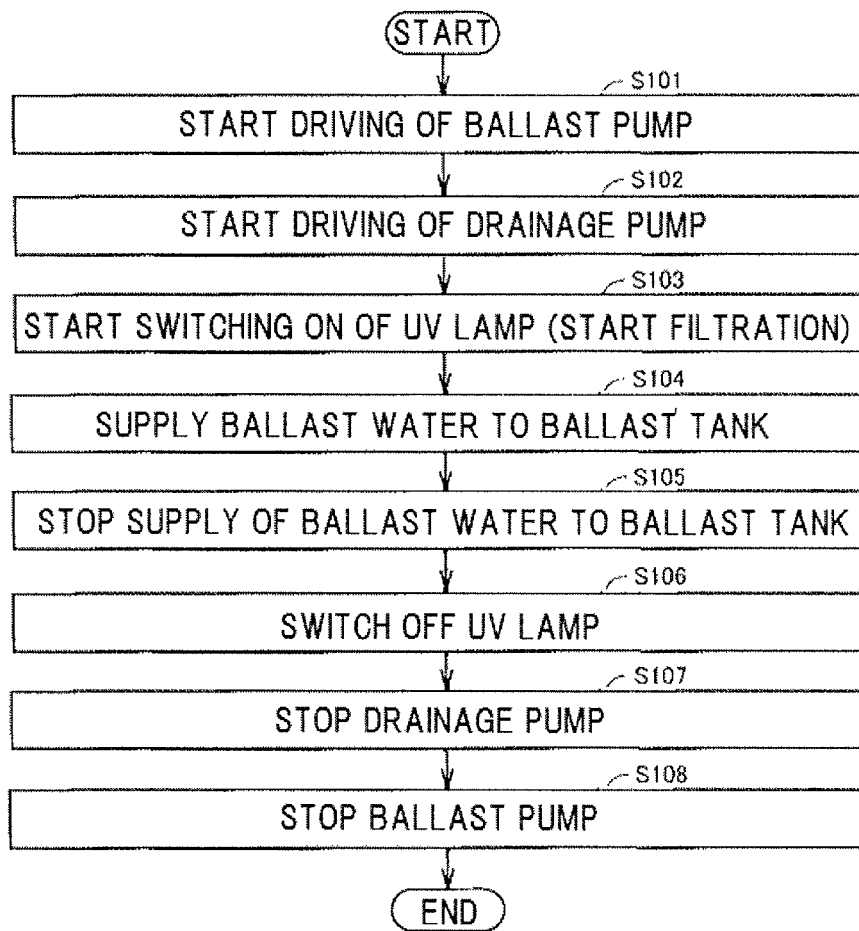 START
S101
START DRIVING OF BALLAST PUMP
S102
START DRIVING OF DRAINAGE PUMP
S103
START SWITCHING ON OF UV LAMP (START FILTRATION)
S104
SUPPLY BALLAST WATER TO BALLAST TANK
S105
STOP SUPPLY OF BALLAST WATER TO BALLAST TANK
S106
SWITCH OFF UV LAMP
S107
STOP DRAINAGE PUMP
S108
STOP BALLAST PUMP
END